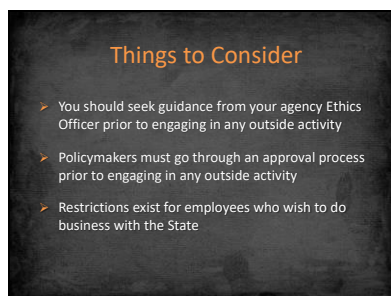 Things to Consider
➢ You should seek guidance from your agency Ethics
Officer prior to engaging in any outside activity
➢ Policymakers must go through an approval process
prior to engaging in any outside activity
➢ Restrictions exist for employees who wish to do
business with the State